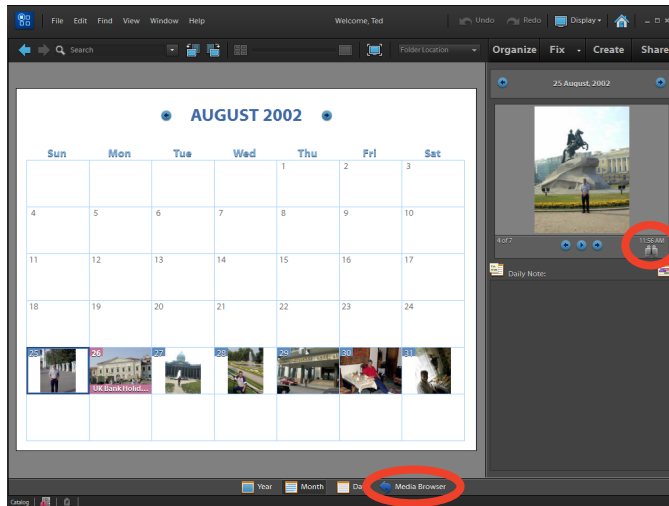 File Edit Find View Window Help Welcome, Ted Undo Redo Display
Search Folder Location Organize Fix Create Share
25 August, 2002
AUGUST 2002
Sun Mon Tue Wed Thu Fri Sat
1 2 3
4 5 6 7 8 9 10
11 12 13 14 15 16 17
18 19 20 21 22 23 24
25 26 27 28 29 30 31
UK Bank Holid...
4 of 7 11:56 AM
Daily Note:
Year Month Da Media Browser
Catalog